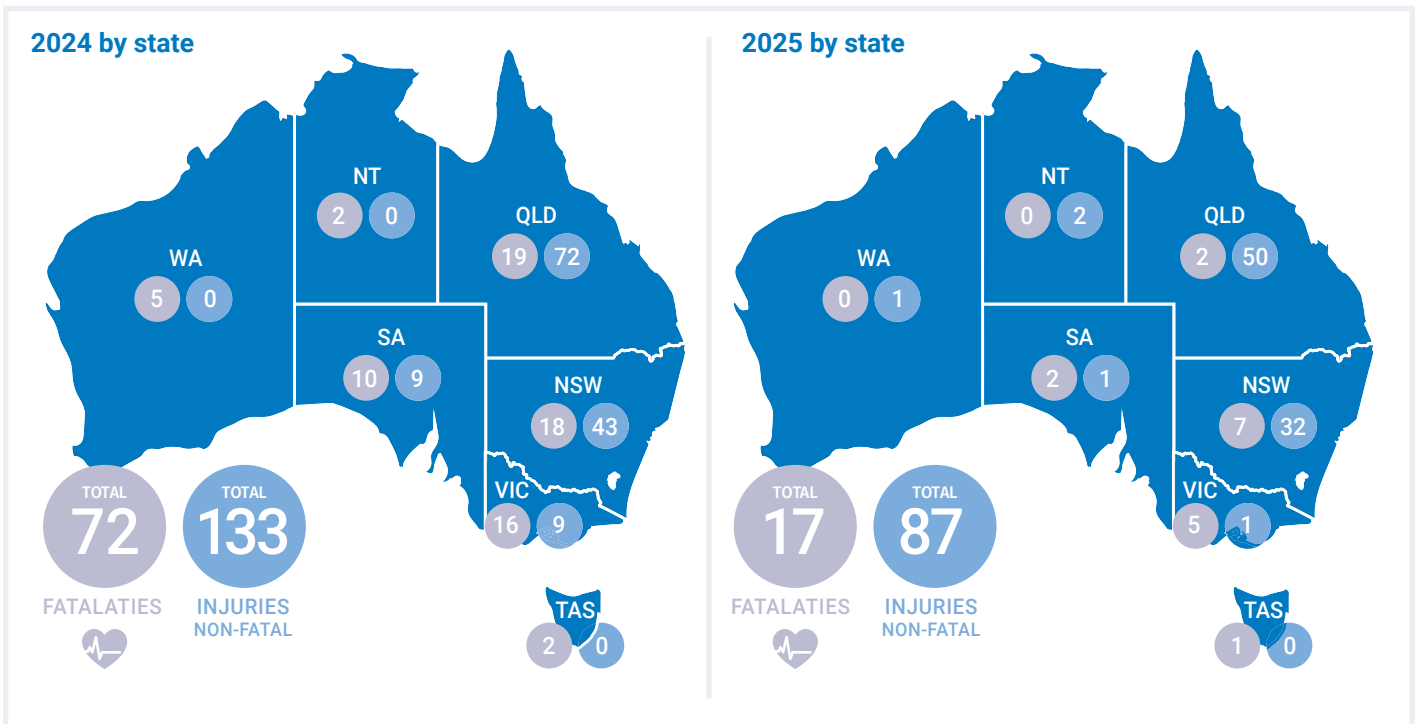 2024 by state
NT
2 0
QLD
19 72
WA
5 0
SA
10 9
NSW
18 43
VIC
16 9
TAS
2 0
TOTAL
72
FATALATIES
TOTAL
133
INJURIES
NON-FATAL
2025 by state
NT
0 2
QLD
2 50
WA
0 1
SA
2 1
NSW
7 32
VIC
5 1
TAS
1 0
TOTAL
17
FATALATIES
TOTAL
87
INJURIES
NON-FATAL